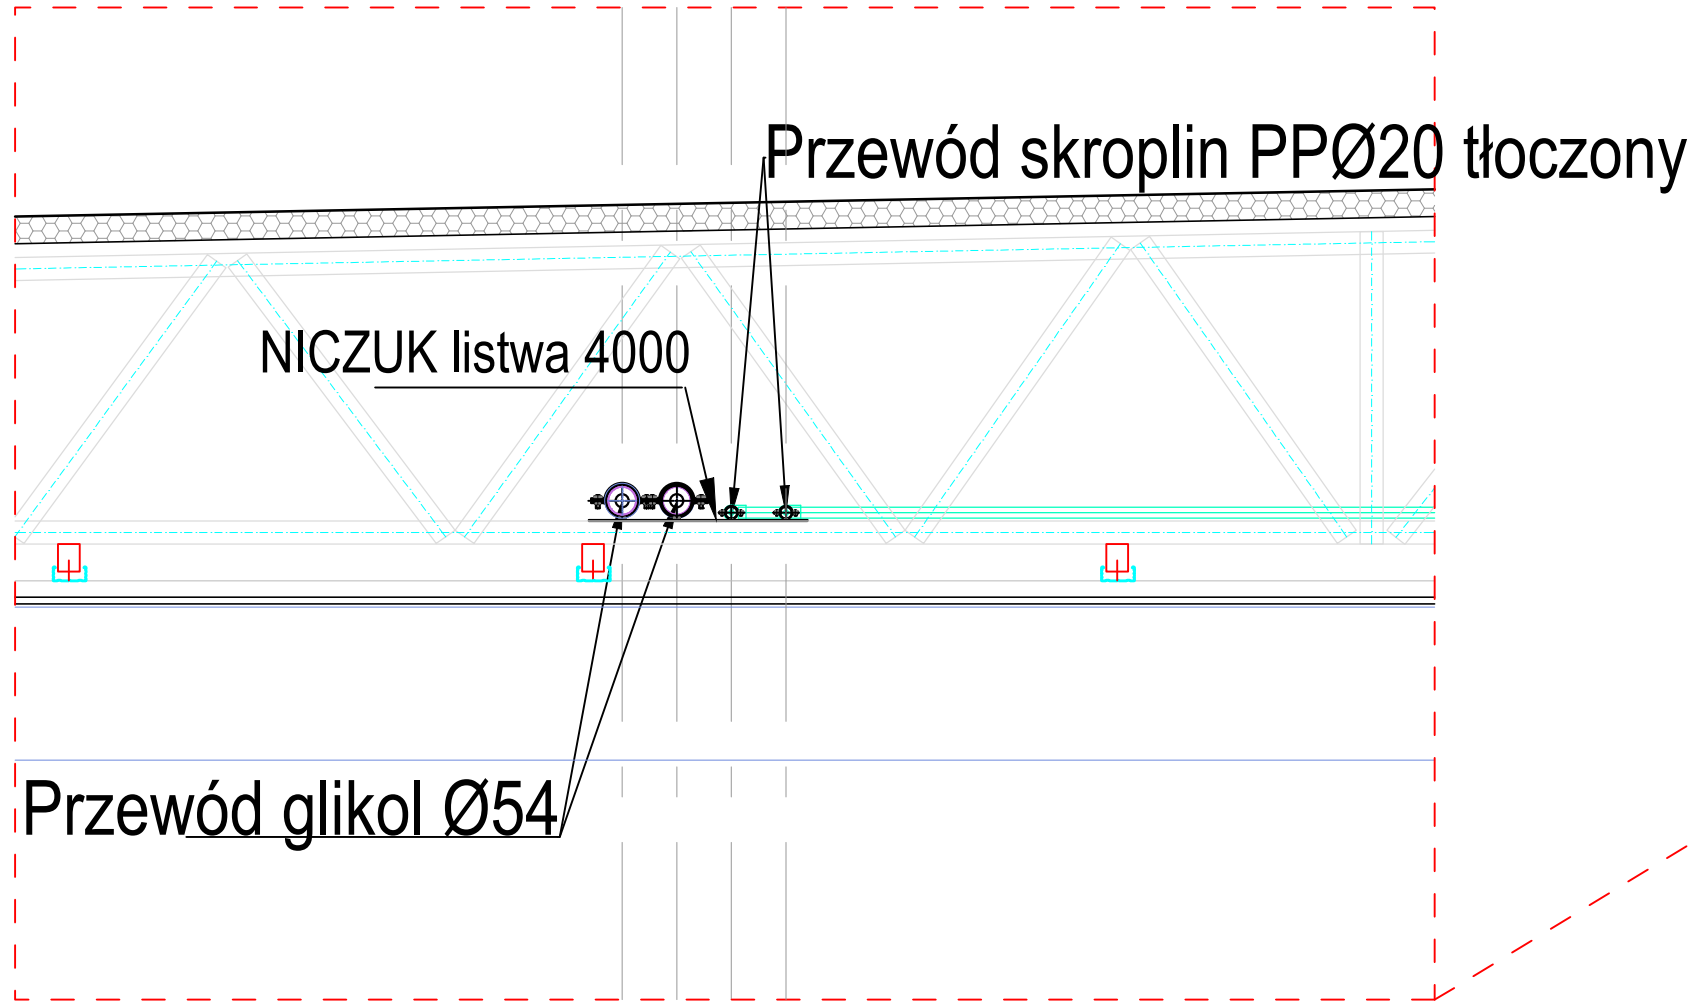 Przewód skroplin PPØ20 tłoczony
NICZUK listwa 4000
Przewód glikol Ø54